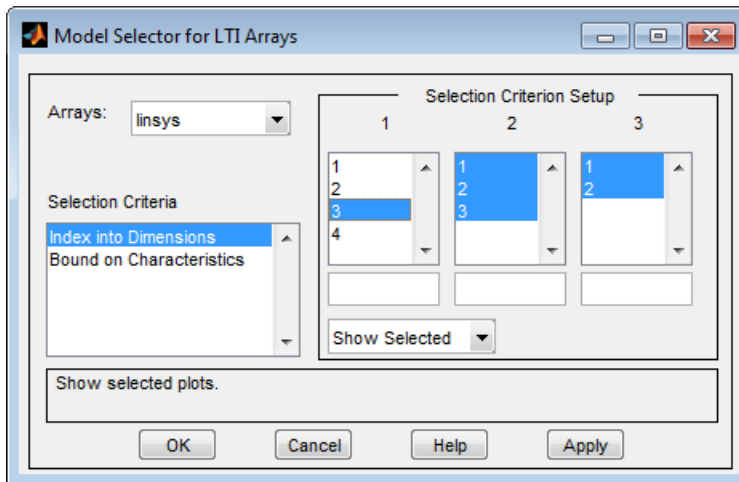 Model Selector for LTI Arrays
Arrays:
linsys
Selection Criteria
Index into Dimensions
Bound on Characteristics
Selection Criterion Setup
1 2 3
1
2
3
4
1
2
3
1
2
Show Selected
Show selected plots.
OK Cancel Help Apply